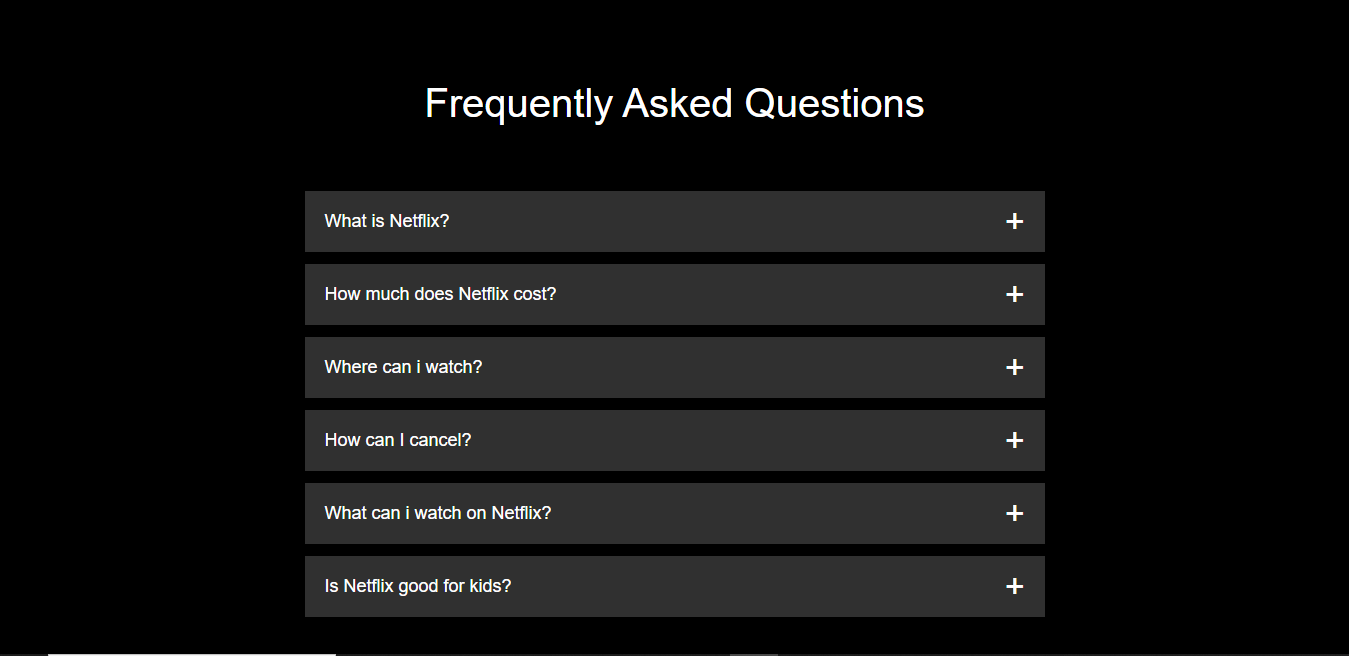 Frequently Asked Questions
What is Netflix?
How much does Netflix cost?
Where can i watch?
How can I cancel?
What can i watch on Netflix?
Is Netflix good for kids?